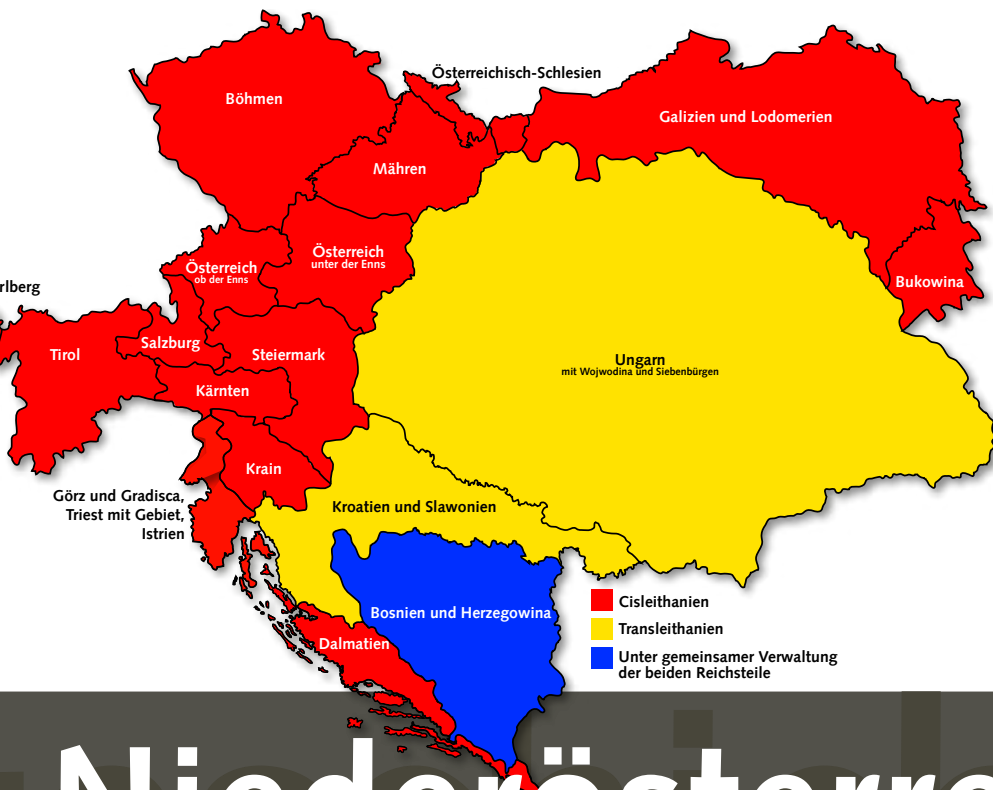 Österreichisch-Schlesien
Böhmen
Galizien und Lodomerien
Mähren
Österreich
unter der Enns
Österreich
ob der Enns
Bukowina
rlberg
Salzburg
Tirol
Steiermark
Ungarn
mit Wojwodina und Siebenbürgen
Kärnten
Krain
Görz und Gradisca,
Triest mit Gebiet,
Istrien
Kroatien und Slawonien
Bosnien und Herzegowina
Dalmatien
Cisleithanien
Transleithanien
Unter gemeinsamer Verwaltung
der beiden Reichsteile
Niederösterre